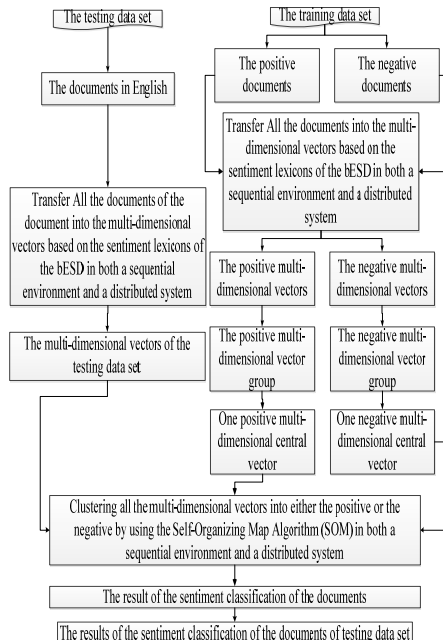 The testing data set
The training data set
The documents in English
The positive
documents
The negative
documents
Transfer All the documents into the multi-
dimensional vectors based on the
sentiment lexicons of the bESD in both a
sequential environment and a distributed
system
Transfer All the documents of the
document into the multi-dimensional
vectors based on the sentiment lexicons of
the bESD in both a sequential
environment and a distributed system
The positive multi-
dimensional vectors
The negative multi-
dimensional vectors
The multi-dimensional vectors of the
testing data set
The positive multi-
dimensional vector
group
The negative multi-
dimensional vector
group
One positive multi-
dimensional central
vector
One negative multi-
dimensional central
vector
Clustering all the multi-dimensional vectors into either the positive or the
negative by using the Self-Organizing Map Algorithm (SOM) in both a
sequential environment and a distributed system
The result of the sentiment classification of the documents
The results of the sentiment classification of the documents of testing data set